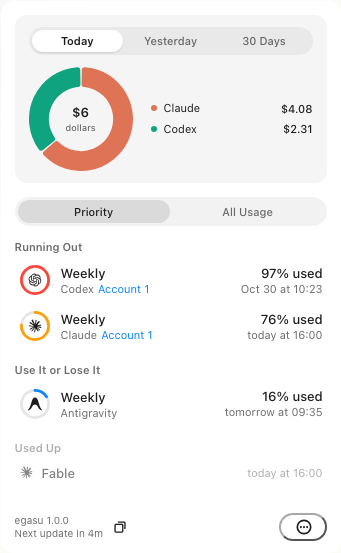 Today Yesterday 30 Days
$6
dollars
Claude $4.08
Codex $2.31
Priority All Usage
Running Out
Weekly 97% used
Codex Account 1 Oct 30 at 10:23
Weekly 76% used
Claude Account 1 today at 16:00
Use It or Lose It
Weekly 16% used
Antigravity tomorrow at 09:35
Used Up
Fable today at 16:00
egasu 1.0.0
Next update in 4m